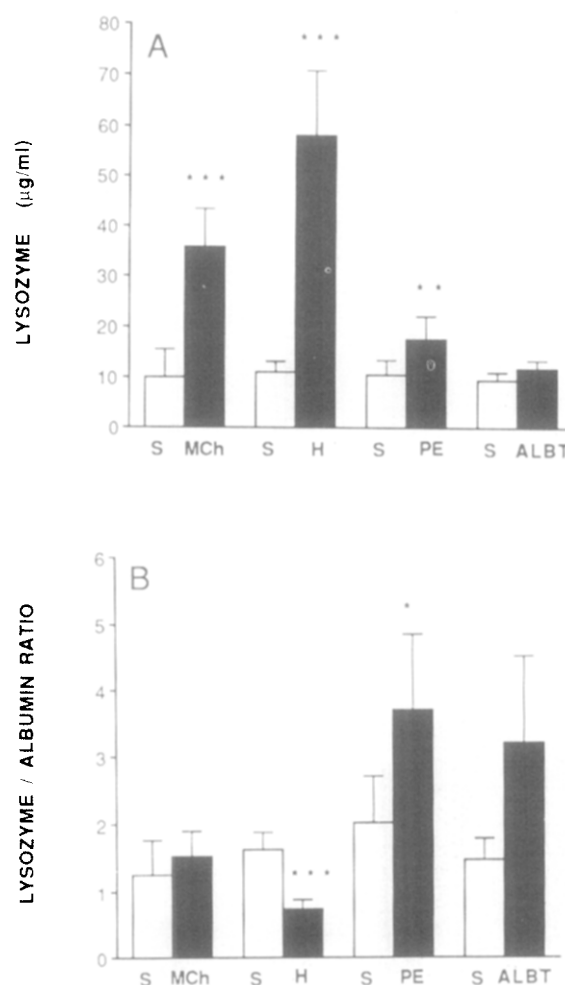 A
LYSOZYME (µg/ml)
80
70
60
50
40
30
20
10
0
* * *
* * *
* *
S MCh S H S PE S ALBT
B
LYSOZYME / ALBUMIN RATIO
6
5
4
3
2
1
0
* * *
*
S MCh S H S PE S ALBT